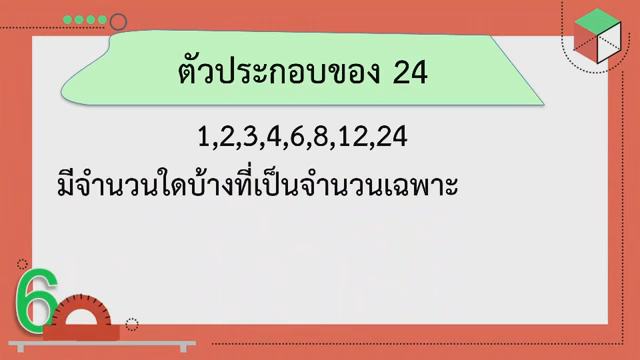 ตัวประกอบของ 24
1,2,3,4,6,8,12,24
มีจำนวนใดบ้างที่เป็นจำนวนเฉพาะ
6